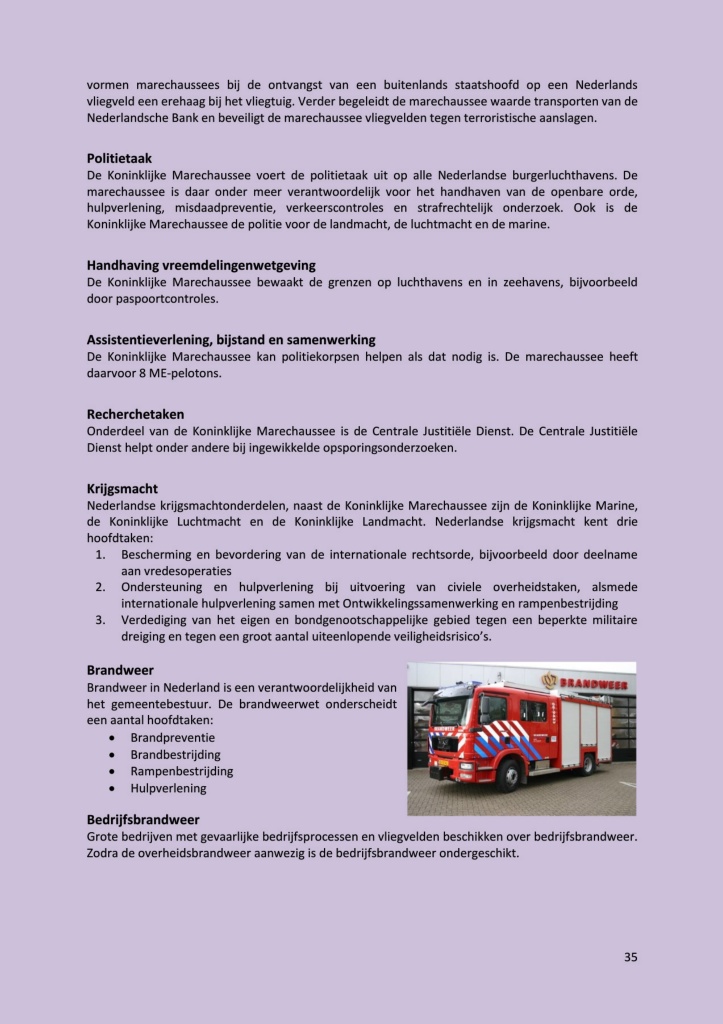 vormen marechaussees bij de ontvangst van een buitenlands staatshoofd op een Nederlands
vliegveld een erehaag bij het vliegtuig. Verder begeleidt de marechaussee waarde transporten van de
Nederlandsche Bank en beveiligt de marechaussee vliegvelden tegen terroristische aanslagen.
Politietaak
De Koninklijke Marechaussee voert de politietaak uit op alle Nederlandse burgerluchthavens. De
marechaussee is daar onder meer verantwoordelijk voor het handhaven van de openbare orde,
hulpverlening, misdaadpreventie, verkeerscontroles en strafrechtelijk onderzoek. Ook is de
Koninklijke Marechaussee de politie voor de landmacht, de luchtmacht en de marine.
Handhaving vreemdelingenwetgeving
De Koninklijke Marechaussee bewaakt de grenzen op luchthavens en in zeehavens, bijvoorbeeld
door paspoortcontroles.
Assistentieverlening, bijstand en samenwerking
De Koninklijke Marechaussee kan politiekorpsen helpen als dat nodig is. De marechaussee heeft
daarvoor 8 ME-pelotons.
Recherchetaken
Onderdeel van de Koninklijke Marechaussee is de Centrale Justitiële Dienst. De Centrale Justitiële
Dienst helpt onder andere bij ingewikkelde opsporingsonderzoeken.
Krijgsmacht
Nederlandse krijgsmachtonderdelen, naast de Koninklijke Marechaussee zijn de Koninklijke Marine,
de Koninklijke Luchtmacht en de Koninklijke Landmacht. Nederlandse krijgsmacht kent drie
hoofdtaken:
1. Bescherming en bevordering van de internationale rechtsorde, bijvoorbeeld door deelname
aan vredesoperaties
2. Ondersteuning en hulpverlening bij uitvoering van civiele overheidstaken, alsmede
internationale hulpverlening samen met Ontwikkelingssamenwerking en rampenbestrijding
3. Verdediging van het eigen en bondgenootschappelijke gebied tegen een beperkte militaire
dreiging en tegen een groot aantal uiteenlopende veiligheidsrisico's.
Brandweer
Brandweer in Nederland is een verantwoordelijkheid van
het gemeentebestuur. De brandweerwet onderscheidt
een aantal hoofdtaken:
• Brandpreventie
• Brandbestrijding
• Rampenbestrijding
• Hulpverlening
BRANDWEER
BRANDWEER
Bedrijfsbrandweer
Grote bedrijven met gevaarlijke bedrijfsprocessen en vliegvelden beschikken over bedrijfsbrandweer.
Zodra de overheidsbrandweer aanwezig is de bedrijfsbrandweer ondergeschikt.
35